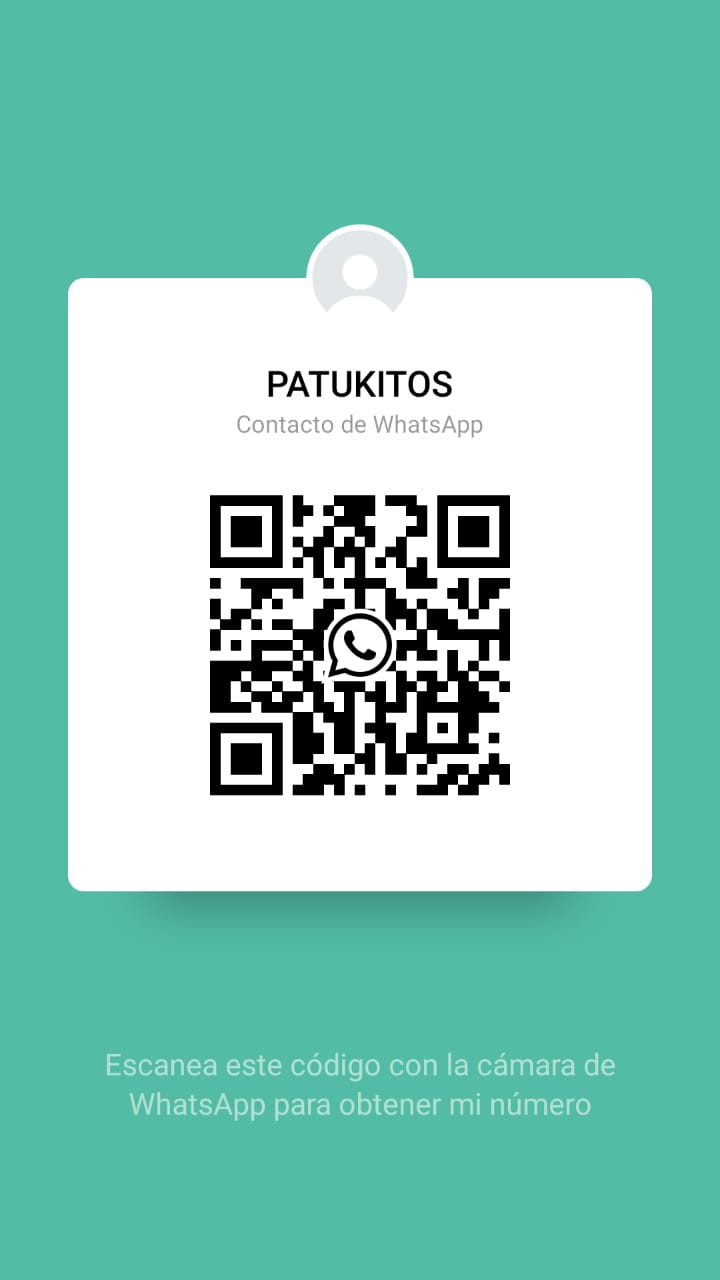 PATUKITOS
Contacto de WhatsApp
Escanea este código con la cámara de
WhatsApp para obtener mi número